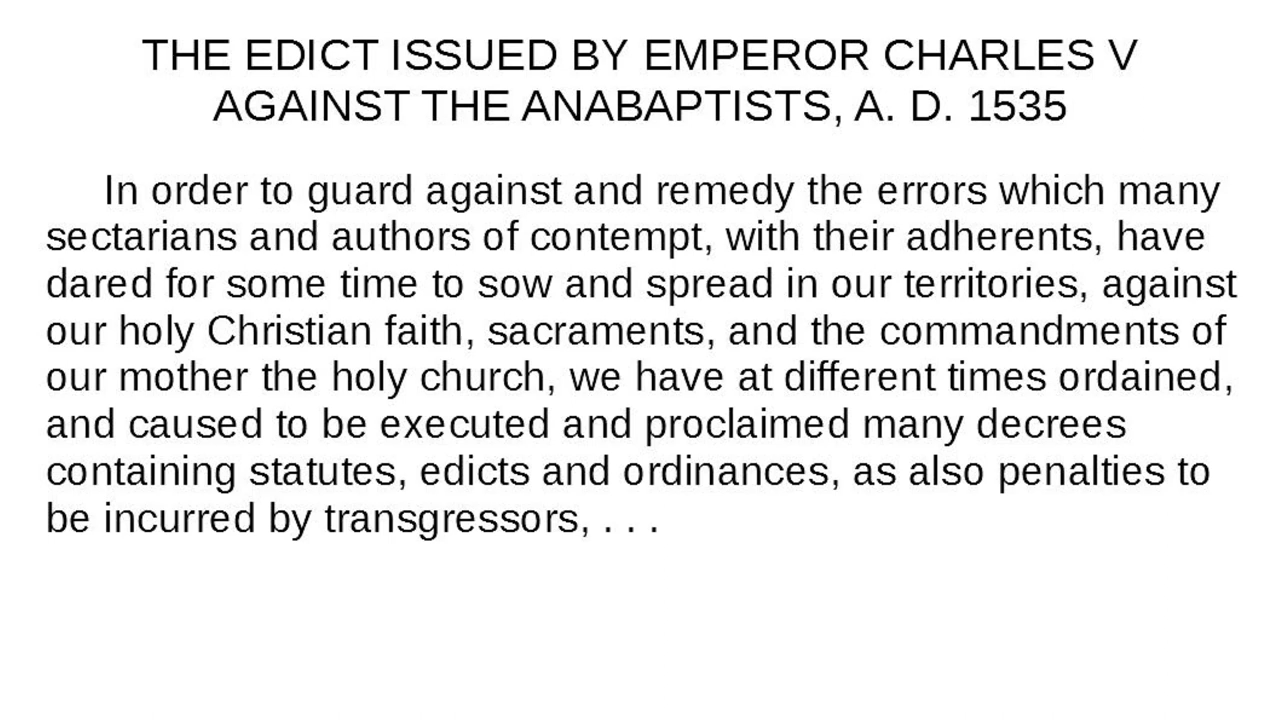 THE EDICT ISSUED BY EMPEROR CHARLES V
AGAINST THE ANABAPTISTS, A. D. 1535
In order to guard against and remedy the errors which many
sectarians and authors of contempt, with their adherents, have
dared for some time to sow and spread in our territories, against
our holy Christian faith, sacraments, and the commandments of
our mother the holy church, we have at different times ordained,
and caused to be executed and proclaimed many decrees
containing statutes, edicts and ordinances, as also penalties to
be incurred by transgressors, . . .